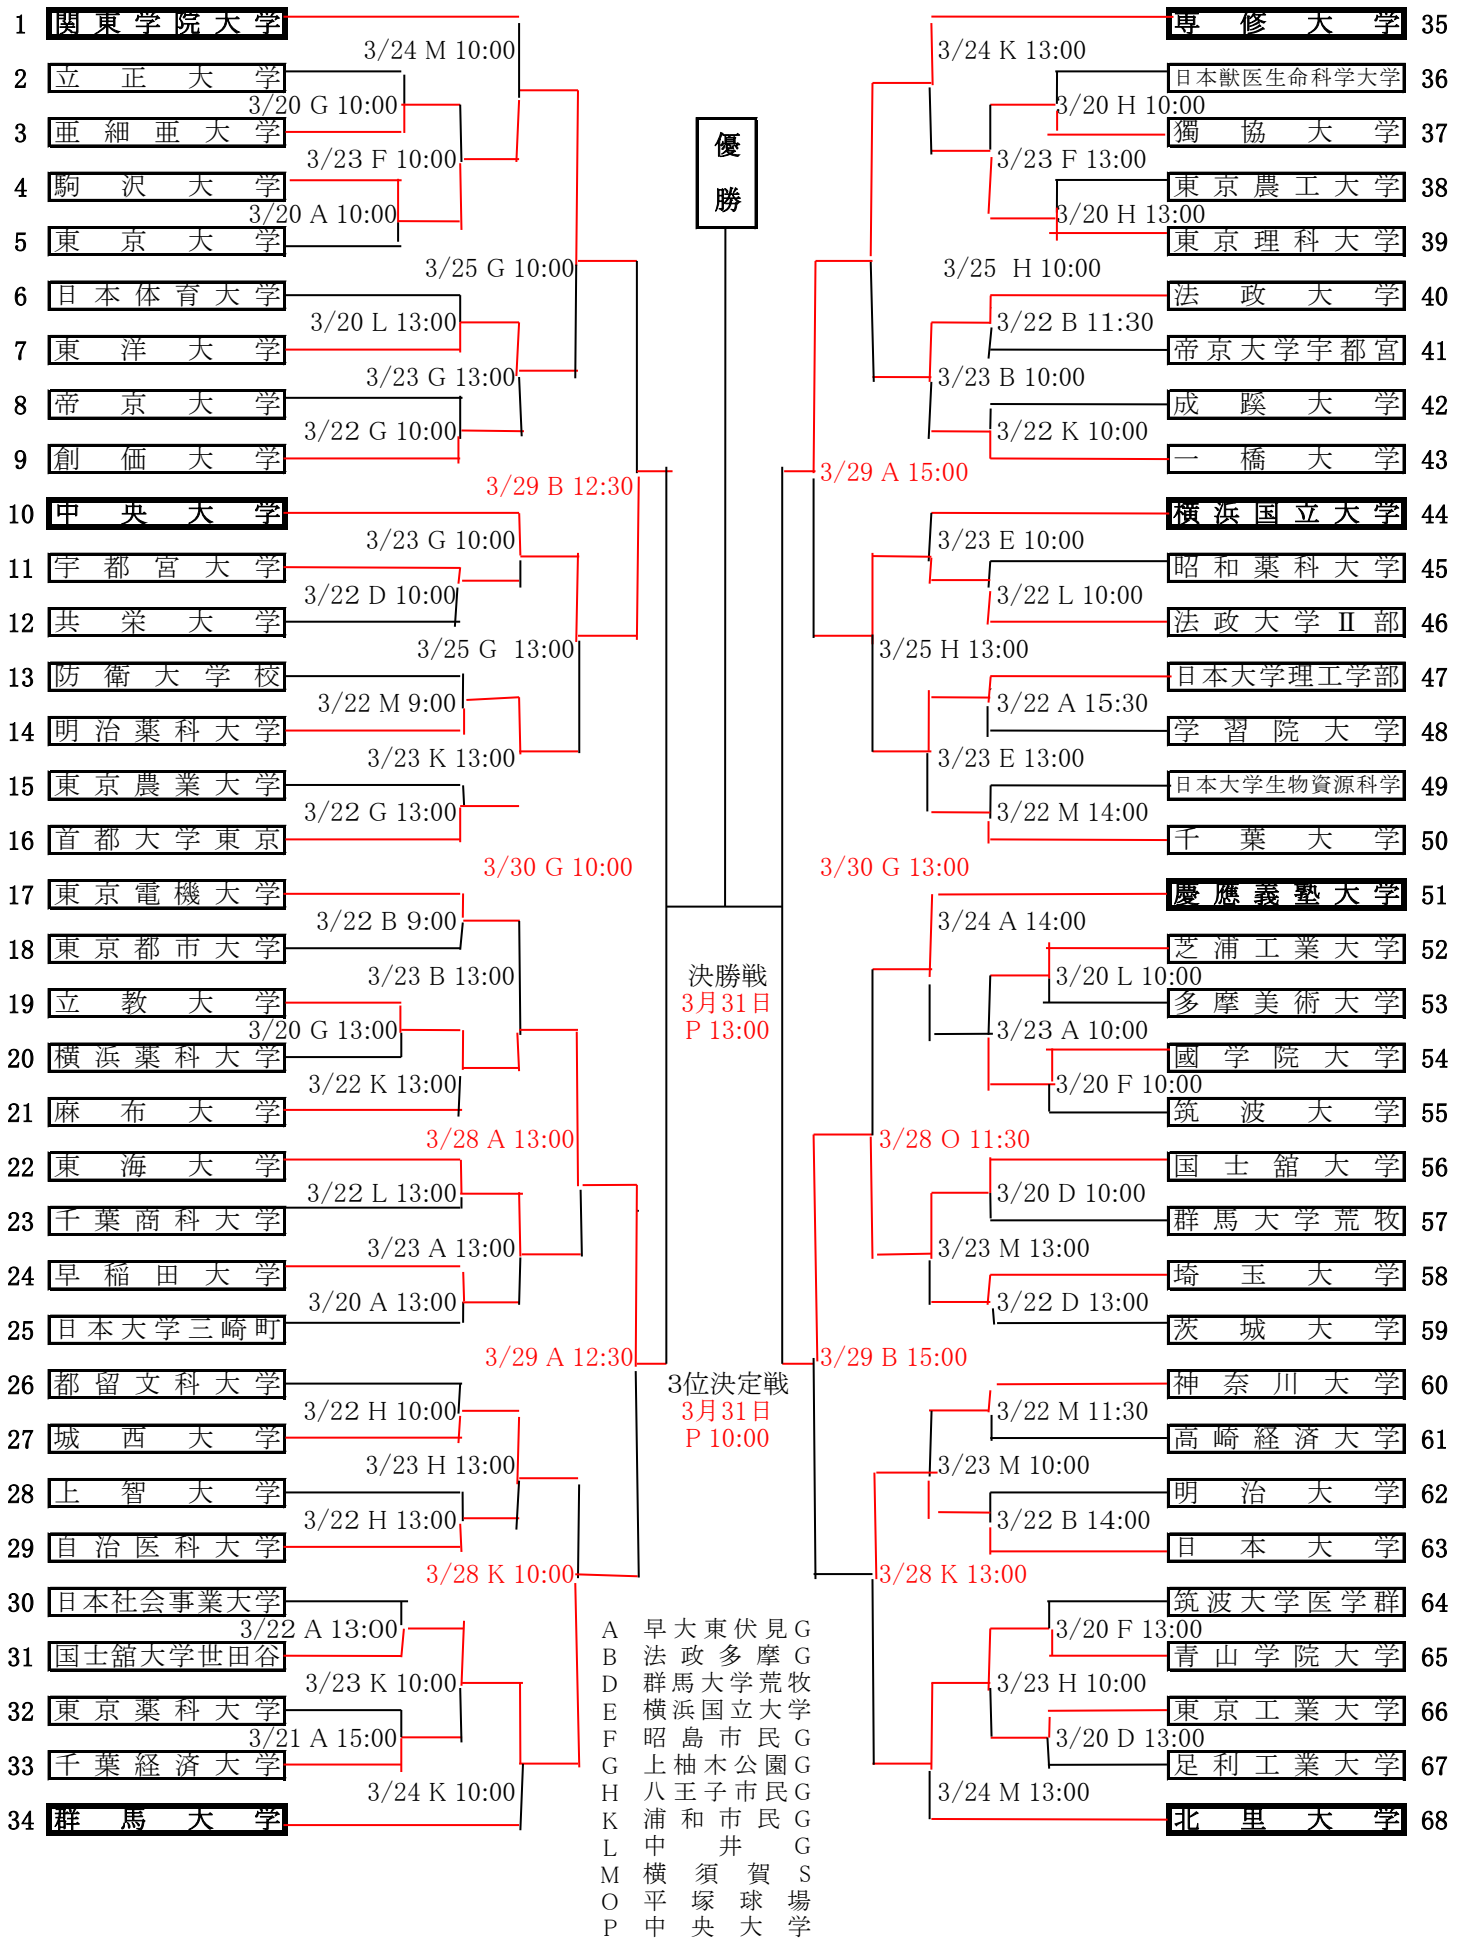 1 関東学院大学
3/24 M 10:00
2 立正大学
3/20 G 10:00
3 亜細亜大学
3/23 F 10:00
4 駒沢大学
3/20 A 10:00
5 東京大学
3/25 G 10:00
6 日本体育大学
3/20 L 13:00
7 東洋大学
3/23 G 13:00
8 帝京大学
3/22 G 10:00
9 創価大学
3/29 B 12:30
10 中央大学
3/23 G 10:00
11 宇都宮大学
3/22 D 10:00
12 共栄大学
3/25 G 13:00
13 防衛大学校
3/22 M 9:00
14 明治薬科大学
3/23 K 13:00
15 東京農業大学
3/22 G 13:00
16 首都大学東京
3/30 G 10:00
17 東京電機大学
3/22 B 9:00
18 東京都市大学
3/23 B 13:00
19 立教大学
3/20 G 13:00
20 横浜薬科大学
3/22 K 13:00
21 麻布大学
3/28 A 13:00
22 東海大学
3/22 L 13:00
23 千葉商科大学
3/23 A 13:00
24 早稲田大学
3/20 A 13:00
25 日本大学三崎町
3/29 A 12:30
26 都留文科大学
3/22 H 10:00
27 城西大学
3/23 H 13:00
28 上智大学
3/22 H 13:00
29 自治医科大学
3/28 K 10:00
30 日本社会事業大学
3/22 A 13:00
31 国士舘大学世田谷
3/23 K 10:00
32 東京薬科大学
3/21 A 15:00
33 千葉経済大学
3/24 K 10:00
34 群馬大学
優勝
決勝戦
3月31日
P 13:00
3位決定戦
3月31日
P 10:00
A 早大東伏見G
B 法政多摩G
D 群馬大学荒牧
E 横浜国立大学
F 昭島市民G
G 上柚木公園G
H 八王子市民G
K 浦和市民G
L 中井G
M 横須賀S
O 平塚球場
P 中央大学
専修大学 35
3/24 K 13:00
日本獣医生命科学大学 36
3/20 H 10:00
獨協大学 37
3/23 F 13:00
東京農工大学 38
3/20 H 13:00
東京理科大学 39
3/25 H 10:00
法政大学 40
3/22 B 11:30
帝京大学宇都宮 41
3/23 B 10:00
成蹊大学 42
3/22 K 10:00
一橋大学 43
3/29 A 15:00
横浜国立大学 44
3/23 E 10:00
昭和薬科大学 45
3/22 L 10:00
法政大学Ⅱ部 46
3/25 H 13:00
日本大学理工学部 47
3/22 A 15:30
学習院大学 48
3/23 E 13:00
日本大学生物資源科学 49
3/22 M 14:00
千葉大学 50
3/30 G 13:00
慶應義塾大学 51
3/24 A 14:00
芝浦工業大学 52
3/20 L 10:00
多摩美術大学 53
3/23 A 10:00
國学院大学 54
3/20 F 10:00
筑波大学 55
3/28 O 11:30
国士舘大学 56
3/20 D 10:00
群馬大学荒牧 57
3/23 M 13:00
埼玉大学 58
3/22 D 13:00
茨城大学 59
3/29 B 15:00
神奈川大学 60
3/22 M 11:30
高崎経済大学 61
3/23 M 10:00
明治大学 62
3/22 B 14:00
日本大学 63
3/28 K 13:00
筑波大学医学群 64
3/20 F 13:00
青山学院大学 65
3/23 H 10:00
東京工業大学 66
3/20 D 13:00
足利工業大学 67
3/24 M 13:00
北里大学 68